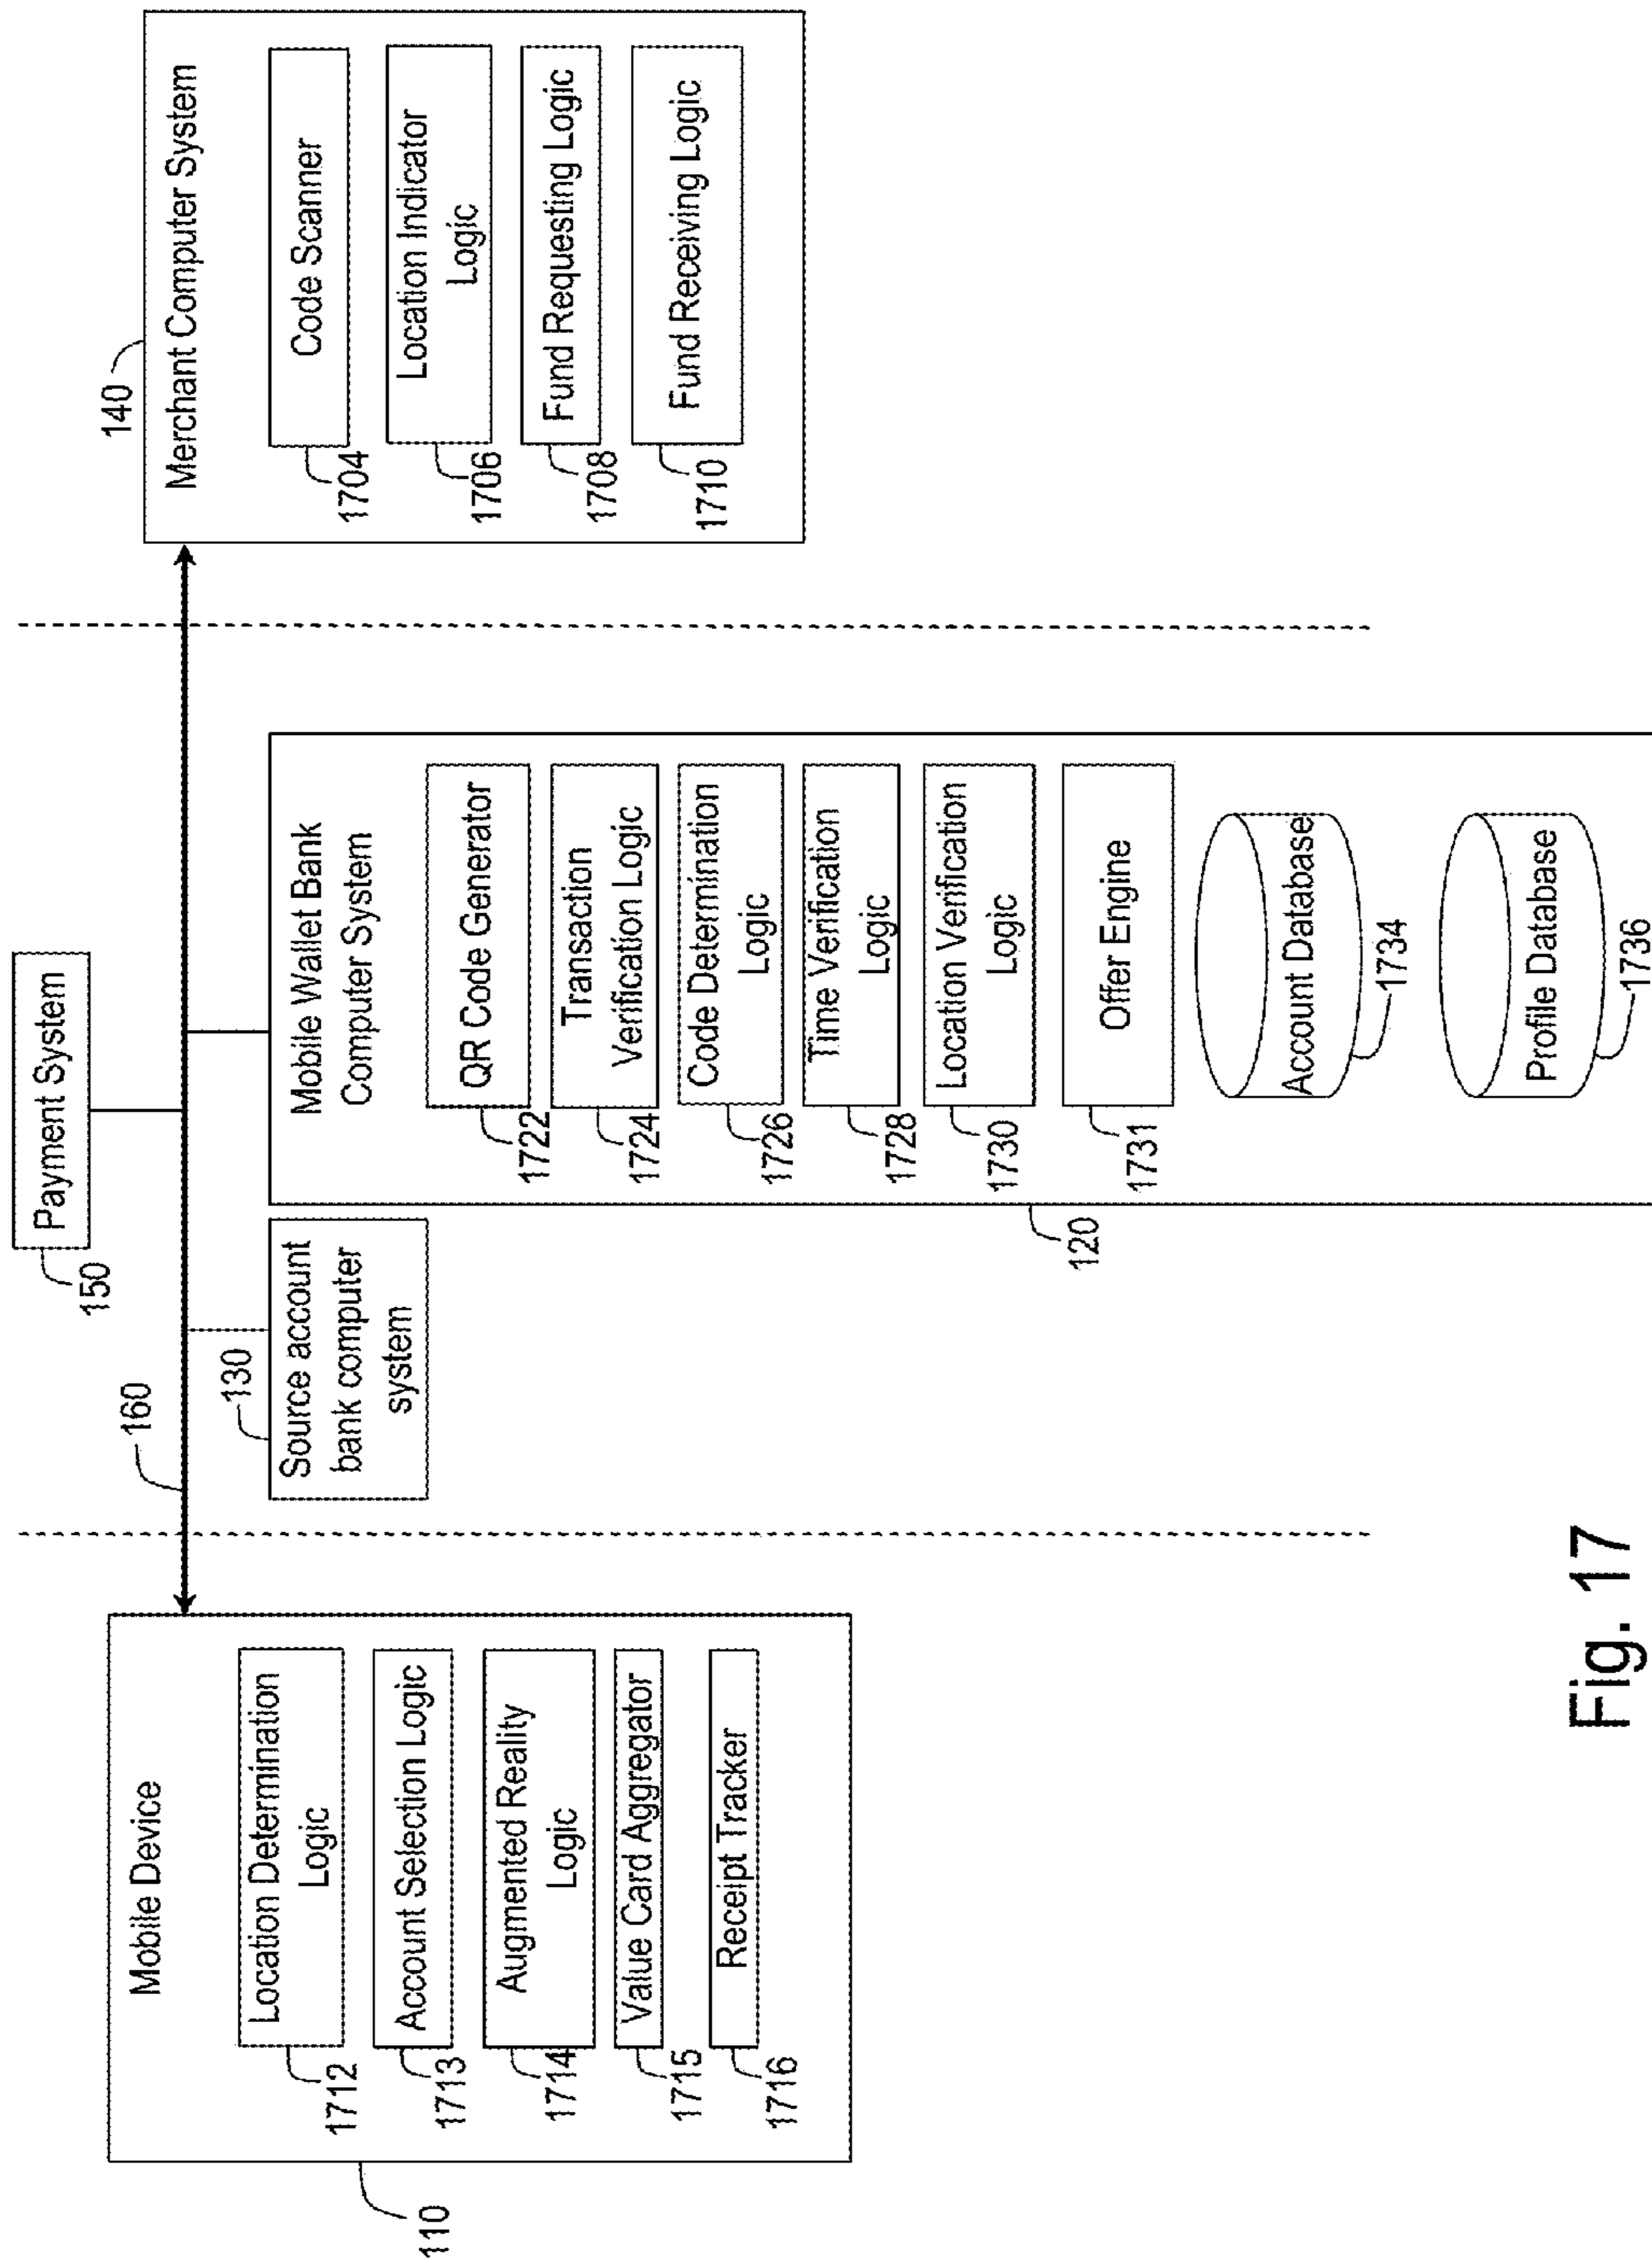 150
Payment System
160
140
Mobile Device
Location Determination
Logic
1712
Account Selection Logic
1713
Augmented Reality
Logic
1714
Value Card Aggregator
1715
Receipt Tracker
1716
110
130
Source account
bank computer
system
Mobile Wallet Bank
Computer System
QR Code Generator
1722
Transaction
Verification Logic
1724
Code Determination
Logic
1726
Time Verification
Logic
1728
Location Verification
Logic
1730
Offer Engine
1731
Account Database
1734
Profile Database
1736
120
Merchant Computer System
Code Scanner
1704
Location Indicator
Logic
1706
Fund Requesting Logic
1708
Fund Receiving Logic
1710
Fig. 17